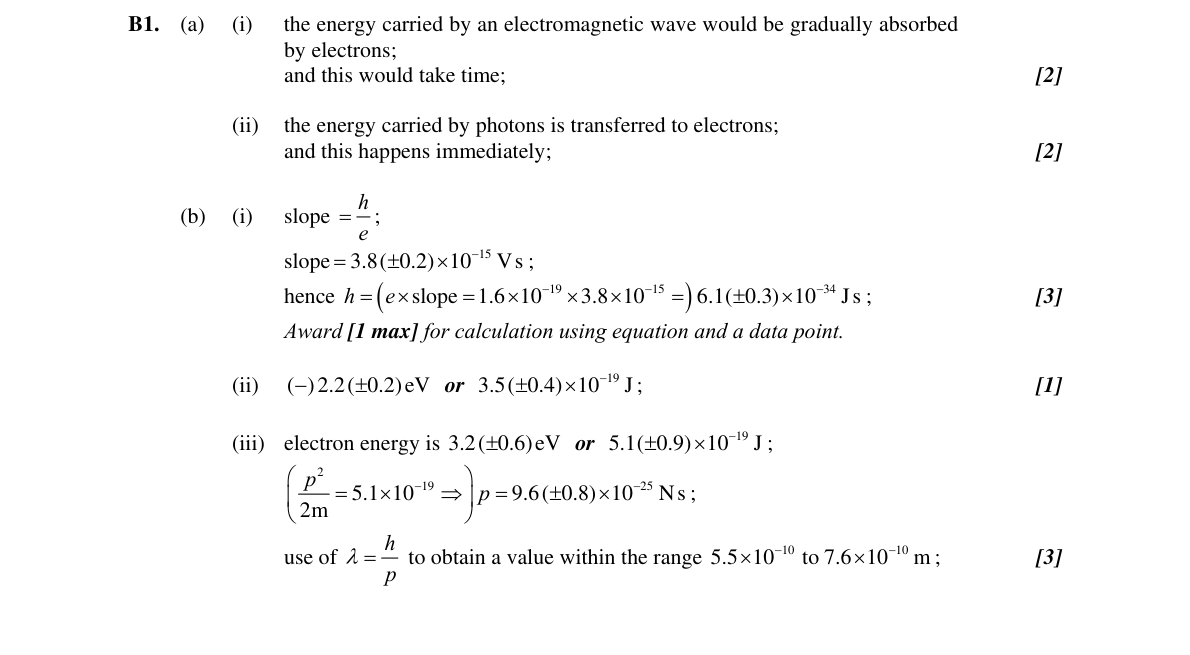 B1. (a) (i) the energy carried by an electromagnetic wave would be gradually absorbed
by electrons;
and this would take time; [2]
(ii) the energy carried by photons is transferred to electrons;
and this happens immediately; [2]
(b) (i) slope = h/e;
slope = 3.8(±0.2)×10⁻¹⁵ V s;
hence h = (e × slope = 1.6×10⁻¹⁹ × 3.8×10⁻¹⁵ =) 6.1(±0.3)×10⁻³⁴ J s; [3]
Award [1 max] for calculation using equation and a data point.
(ii) (−)2.2(±0.2) eV or 3.5(±0.4)×10⁻¹⁹ J; [1]
(iii) electron energy is 3.2(±0.6) eV or 5.1(±0.9)×10⁻¹⁹ J;
(p²/2m = 5.1×10⁻¹⁹ ⇒) p = 9.6(±0.8)×10⁻²⁵ N s;
use of λ = h/p to obtain a value within the range 5.5×10⁻¹⁰ to 7.6×10⁻¹⁰ m; [3]